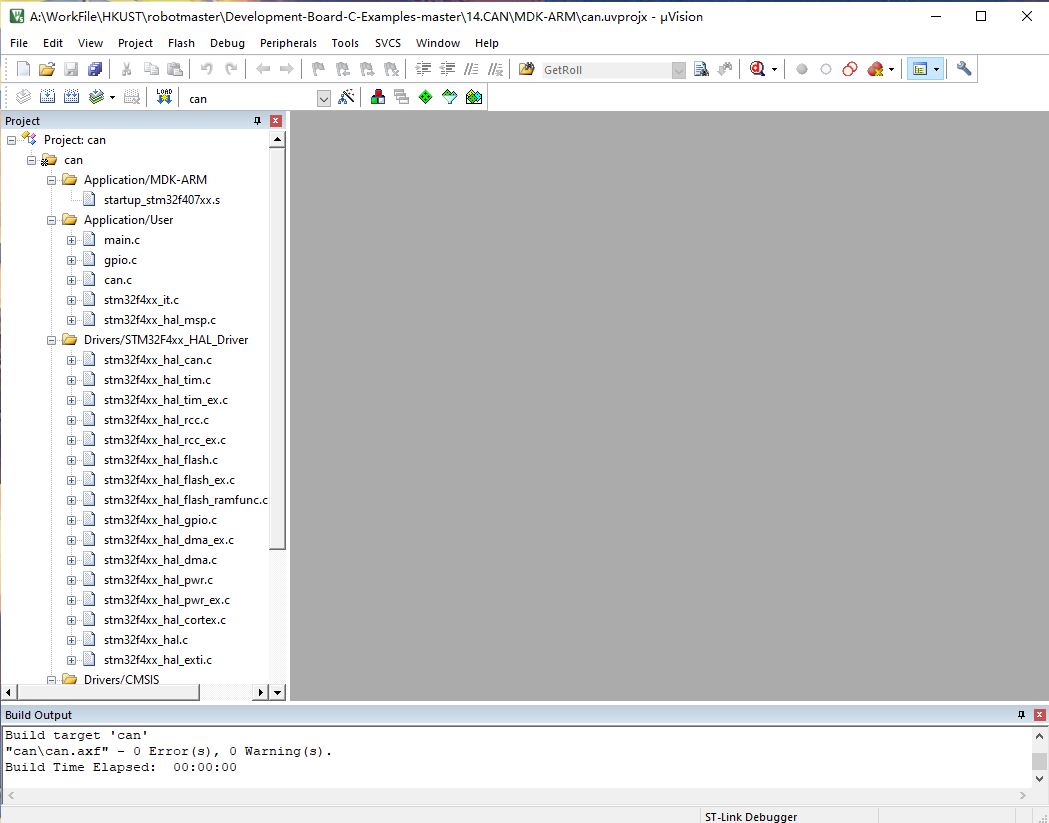 A:\WorkFile\HKUST\robotmaster\Development-Board-C-Examples-master\14.CAN\MDK-ARM\can.uvprojx - µVision
File Edit View Project Flash Debug Peripherals Tools SVCS Window Help
GetRoll
LOAD can
Project
Project: can
can
Application/MDK-ARM
startup_stm32f407xx.s
Application/User
main.c
gpio.c
can.c
stm32f4xx_it.c
stm32f4xx_hal_msp.c
Drivers/STM32F4xx_HAL_Driver
stm32f4xx_hal_can.c
stm32f4xx_hal_tim.c
stm32f4xx_hal_tim_ex.c
stm32f4xx_hal_rcc.c
stm32f4xx_hal_rcc_ex.c
stm32f4xx_hal_flash.c
stm32f4xx_hal_flash_ex.c
stm32f4xx_hal_flash_ramfunc.c
stm32f4xx_hal_gpio.c
stm32f4xx_hal_dma_ex.c
stm32f4xx_hal_dma.c
stm32f4xx_hal_pwr.c
stm32f4xx_hal_pwr_ex.c
stm32f4xx_hal_cortex.c
stm32f4xx_hal.c
stm32f4xx_hal_exti.c
Drivers/CMSIS
Build Output
Build target 'can'
"can\can.axf" - 0 Error(s), 0 Warning(s).
Build Time Elapsed:  00:00:00
ST-Link Debugger